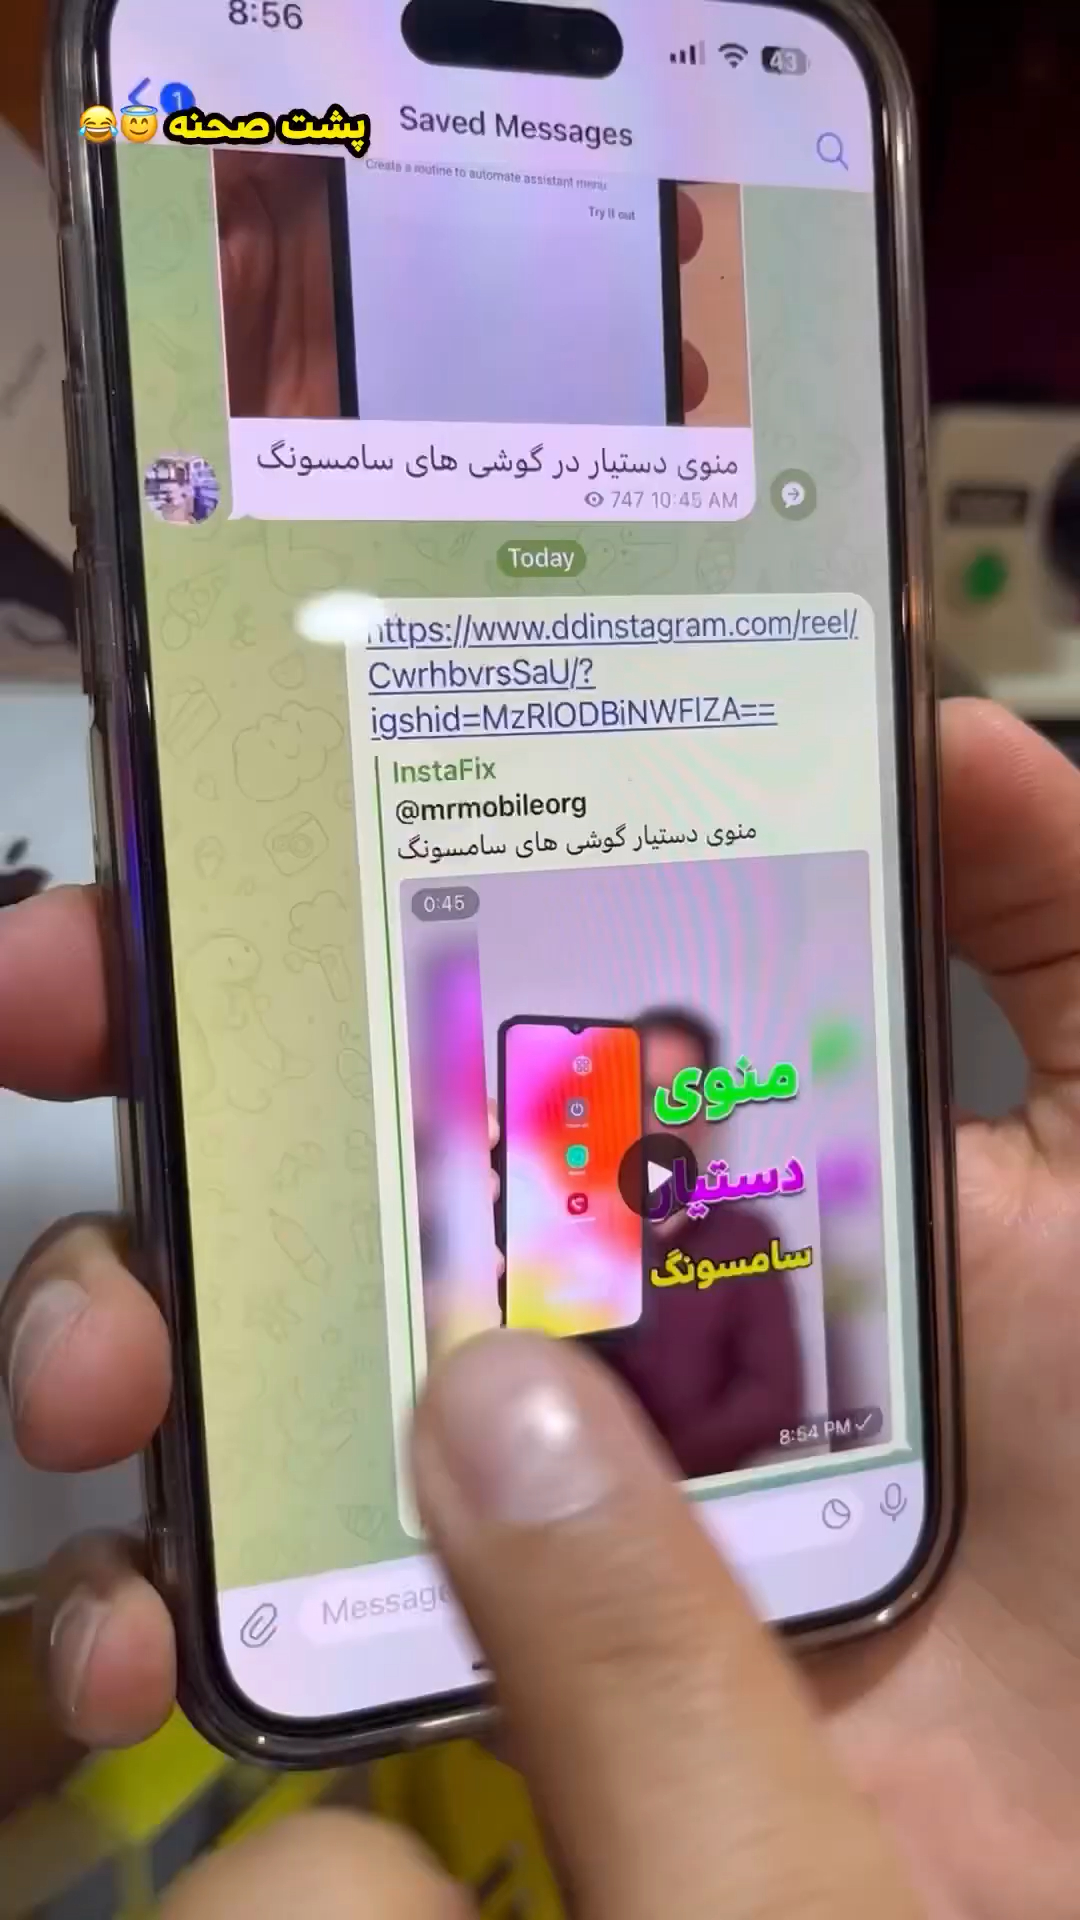 8:56
43
1
پشت صحنه 😇😂
Saved Messages
Create a routine to automate assistant menu
Try it out
منوی دستیار در گوشی های سامسونگ
747 10:45 AM
Today
https://www.ddinstagram.com/reel/
CwrhbvrsSaU/?
igshid=MzRlODBiNWFlZA==
InstaFix
@mrmobileorg
منوی دستیار گوشی های سامسونگ
0:45
منوی
دستیار
سامسونگ
8:54 PM
Message